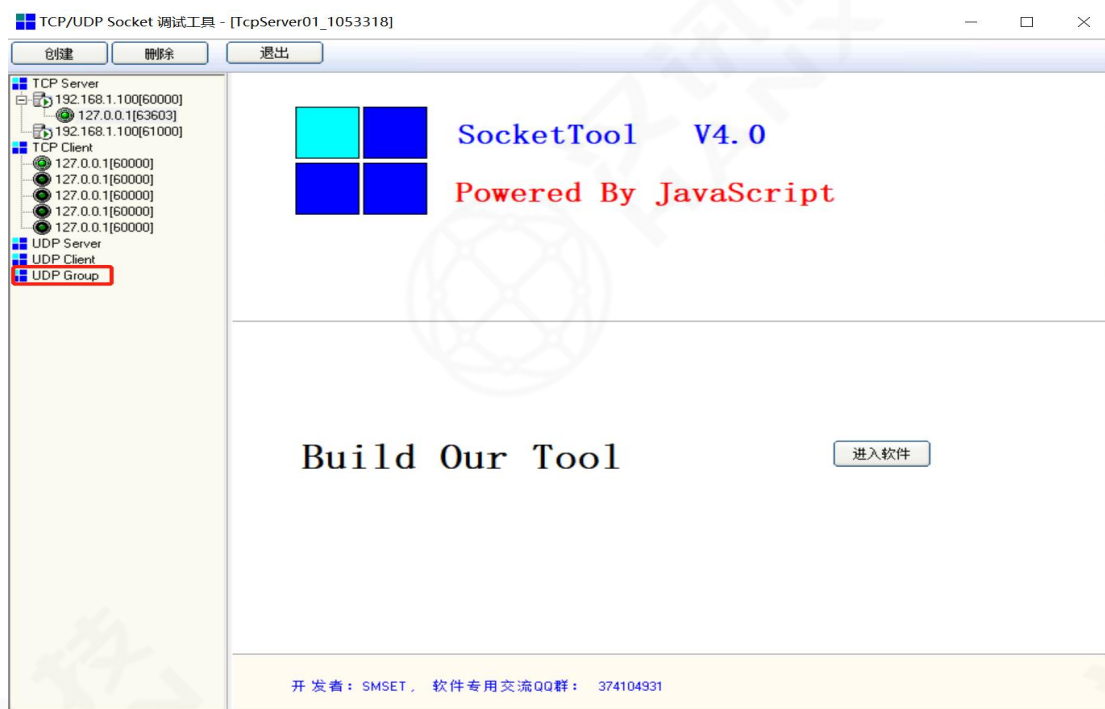 TCP/UDP Socket 调试工具 - [TcpServer01_1053318]
创建 删除 退出
TCP Server
192.168.1.100[60000]
127.0.0.1[63603]
192.168.1.100[61000]
TCP Client
127.0.0.1[60000]
127.0.0.1[60000]
127.0.0.1[60000]
127.0.0.1[60000]
127.0.0.1[60000]
UDP Server
UDP Client
UDP Group
SocketTool V4.0
Powered By JavaScript
Build Our Tool
进入软件
开发者: SMSET, 软件专用交流QQ群: 374104931